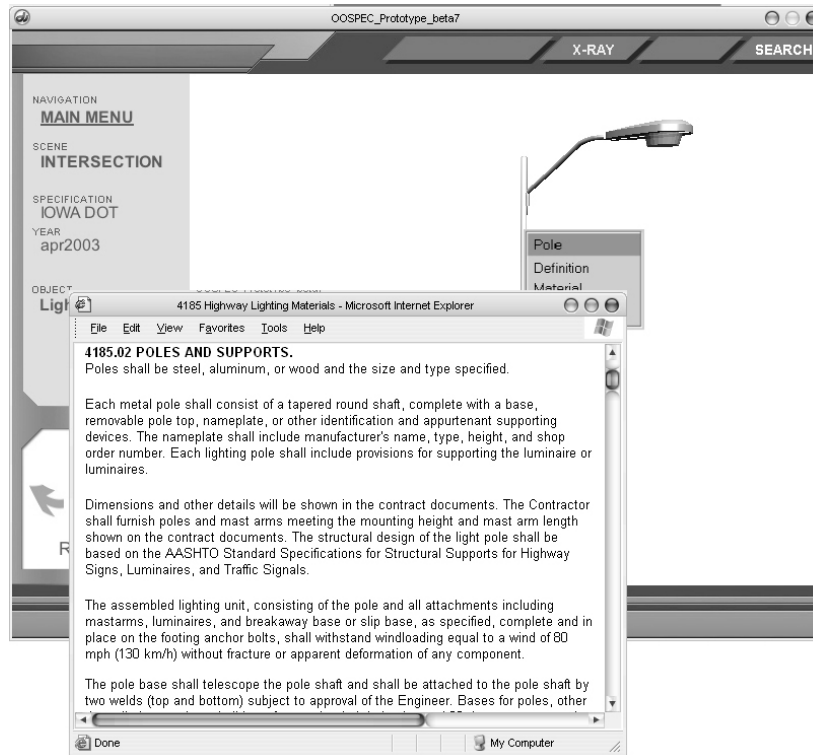 OOSPEC_Prototype_beta7
X-RAY
SEARCH
NAVIGATION
MAIN MENU
SCENE
INTERSECTION
SPECIFICATION
IOWA DOT
YEAR
apr2003
OBJECT
Pole
Definition
Material
4185 Highway Lighting Materials - Microsoft Internet Explorer
File Edit View Favorites Tools Help
4185.02 POLES AND SUPPORTS.
Poles shall be steel, aluminum, or wood and the size and type specified.
Each metal pole shall consist of a tapered round shaft, complete with a base,
removable pole top, nameplate, or other identification and appurtenant supporting
devices. The nameplate shall include manufacturer's name, type, height, and shop
order number. Each lighting pole shall include provisions for supporting the luminaire or
luminaires.
Dimensions and other details will be shown in the contract documents. The Contractor
shall furnish poles and mast arms meeting the mounting height and mast arm length
shown on the contract documents. The structural design of the light pole shall be
based on the AASHTO Standard Specifications for Structural Supports for Highway
Signs, Luminaires, and Traffic Signals.
The assembled lighting unit, consisting of the pole and all attachments including
mastarms, luminaires, and breakaway base or slip base, as specified, complete and in
place on the footing anchor bolts, shall withstand windloading equal to a wind of 80
mph (130 km/h) without fracture or apparent deformation of any component.
The pole base shall telescope the pole shaft and shall be attached to the pole shaft by
two welds (top and bottom) subject to approval of the Engineer. Bases for poles, other
Done
My Computer